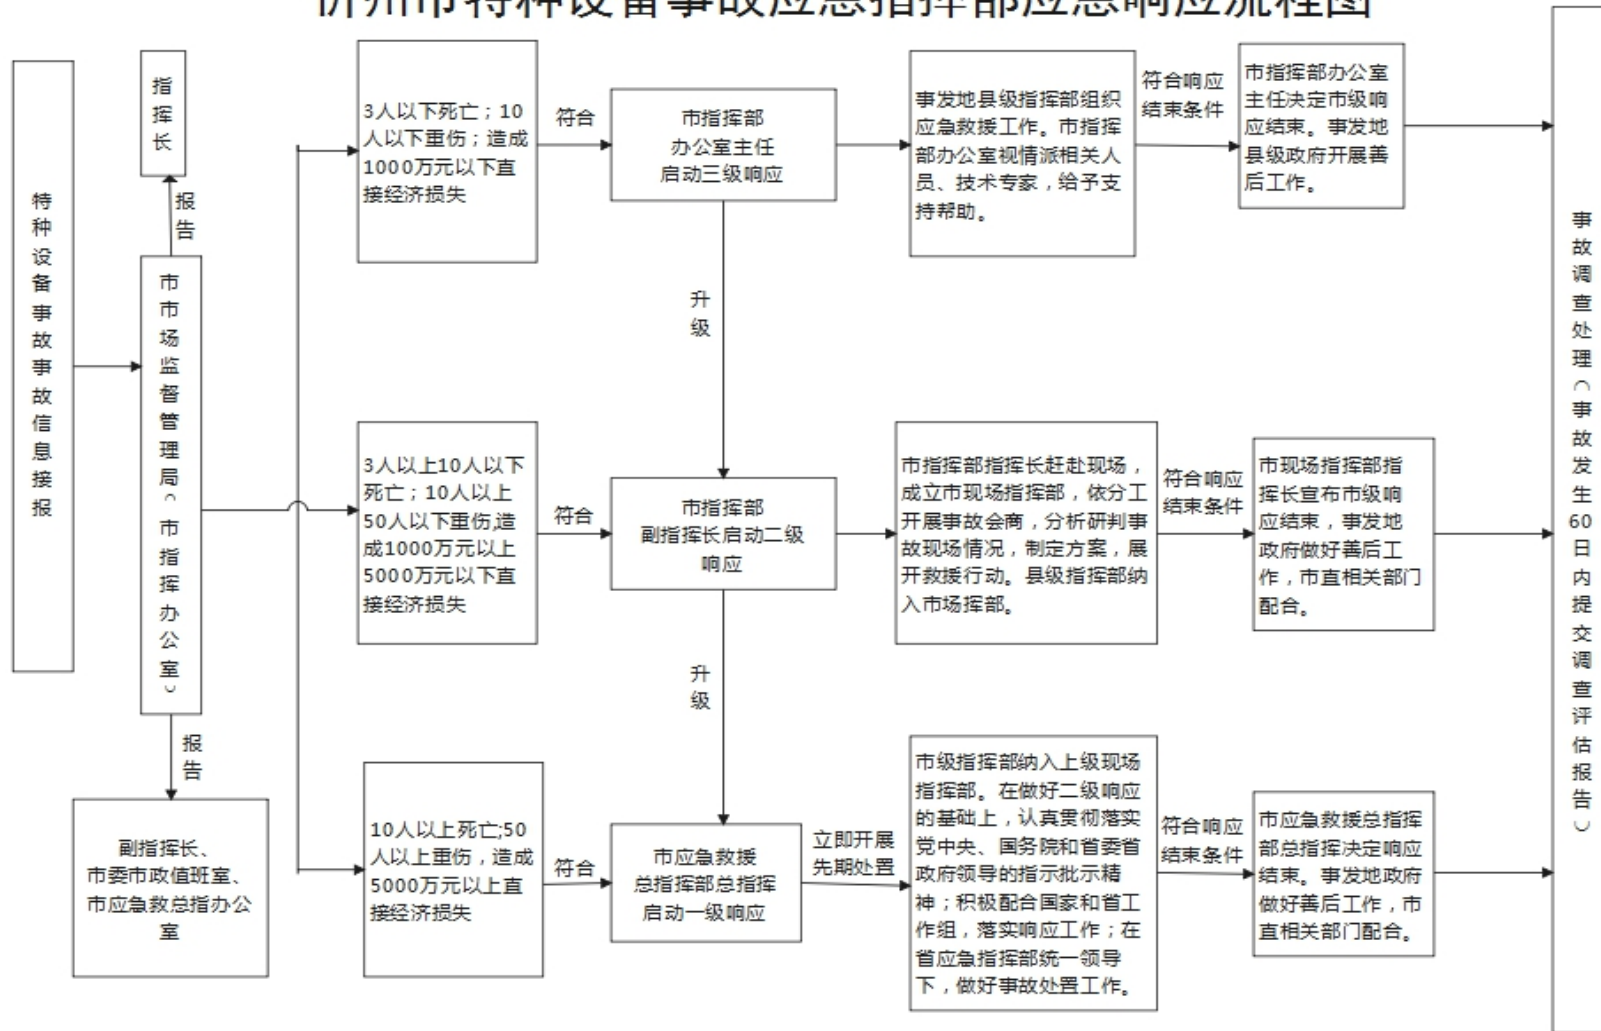 忻州市特种设备事故应急指挥部应急响应流程图
特种设备事故事故信息接报
指挥长
报告
市市场监督管理局（市指挥办公室）
报告
副指挥长、
市委市政值班室、
市应急救总指办公
室
3人以下死亡；10
人以下重伤；造成
1000万元以下直
接经济损失
符合
市指挥部
办公室主任
启动三级响应
事发地县级指挥部组织
应急救援工作。市指挥
部办公室视情派相关人
员、技术专家，给予支
持帮助。
符合响应
结束条件
市指挥部办公室
主任决定市级响
应结束。事发地
县级政府开展善
后工作。
升级
3人以上10人以下
死亡；10人以上
50人以下重伤,造
成1000万元以上
5000万元以下直
接经济损失
符合
市指挥部
副指挥长启动二级
响应
市指挥部指挥长赶赴现场，
成立市现场指挥部，依分工
开展事故会商，分析研判事
故现场情况，制定方案，展
开救援行动。县级指挥部纳
入市场挥部。
符合响应
结束条件
市现场指挥部指
挥长宣布市级响
应结束，事发地
政府做好善后工
作，市直相关部门
配合。
升级
10人以上死亡;50
人以上重伤，造成
5000万元以上直
接经济损失
符合
市应急救援
总指挥部总指挥
启动一级响应
立即开展
先期处置
市级指挥部纳入上级现场
指挥部。在做好二级响应
的基础上，认真贯彻落实
党中央、国务院和省委省
政府领导的指示批示精
神；积极配合国家和省工
作组，落实响应工作；在
省应急指挥部统一领导
下，做好事故处置工作。
符合响应
结束条件
市应急救援总指挥
部总指挥决定响应
结束。事发地政府
做好善后工作，市
直相关部门配合。
事故调查处理（事故发生60日内提交调查评估报告）